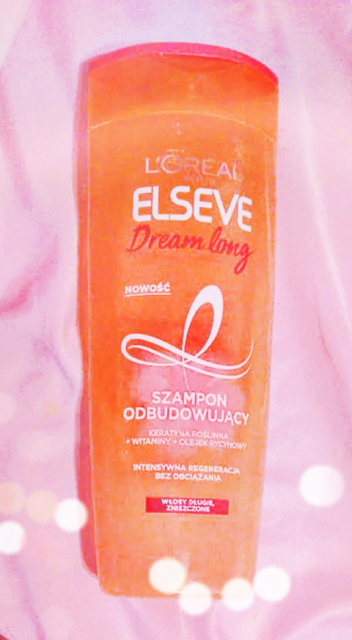 L'ORÉAL
ELSEVE
Dream long
NOWOŚĆ
SZAMPON
ODBUDOWUJĄCY
KERATYNA ROŚLINNA
+ WITAMINY + OLEJEK RYCYNOWY
INTENSYWNA REGENERACJA
BEZ OBCIĄŻANIA
WŁOSY DŁUGIE,
ZNISZCZONE